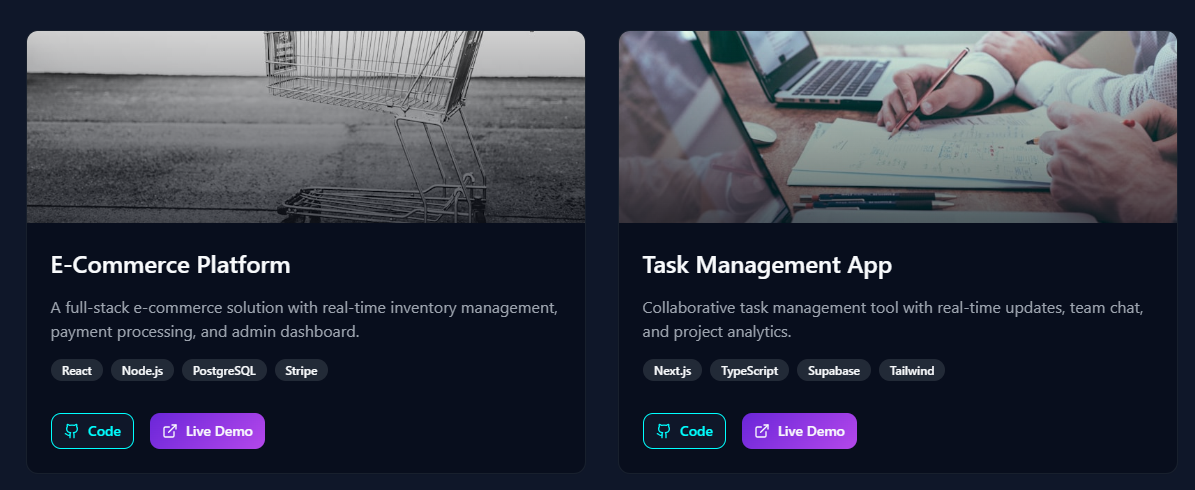 E-Commerce Platform
A full-stack e-commerce solution with real-time inventory management,
payment processing, and admin dashboard.
React Node.js PostgreSQL Stripe
Code Live Demo
Task Management App
Collaborative task management tool with real-time updates, team chat,
and project analytics.
Next.js TypeScript Supabase Tailwind
Code Live Demo